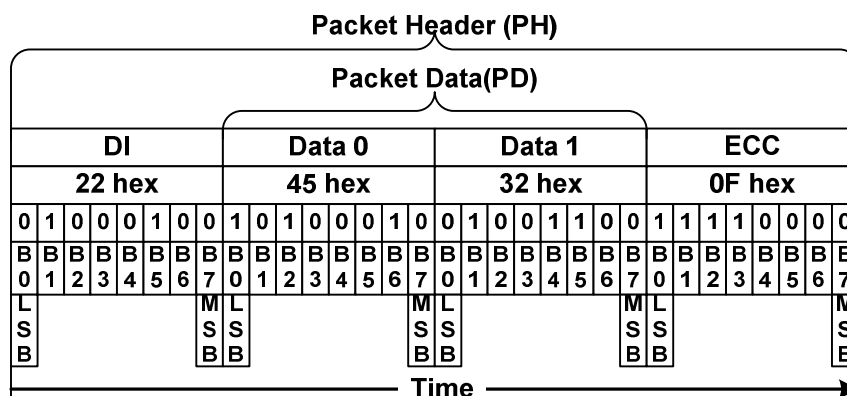 Packet Header (PH)
Packet Data(PD)
DI Data 0 Data 1 ECC
22 hex 45 hex 32 hex 0F hex
0 1 0 0 0 1 0 0 1 0 1 0 0 0 1 0 0 1 0 0 1 1 0 0 1 1 1 1 0 0 0 0
B0 B1 B2 B3 B4 B5 B6 B7 B0 B1 B2 B3 B4 B5 B6 B7 B0 B1 B2 B3 B4 B5 B6 B7 B0 B1 B2 B3 B4 B5 B6 B7
LSB MSB LSB MSB LSB MSB LSB MSB
Time